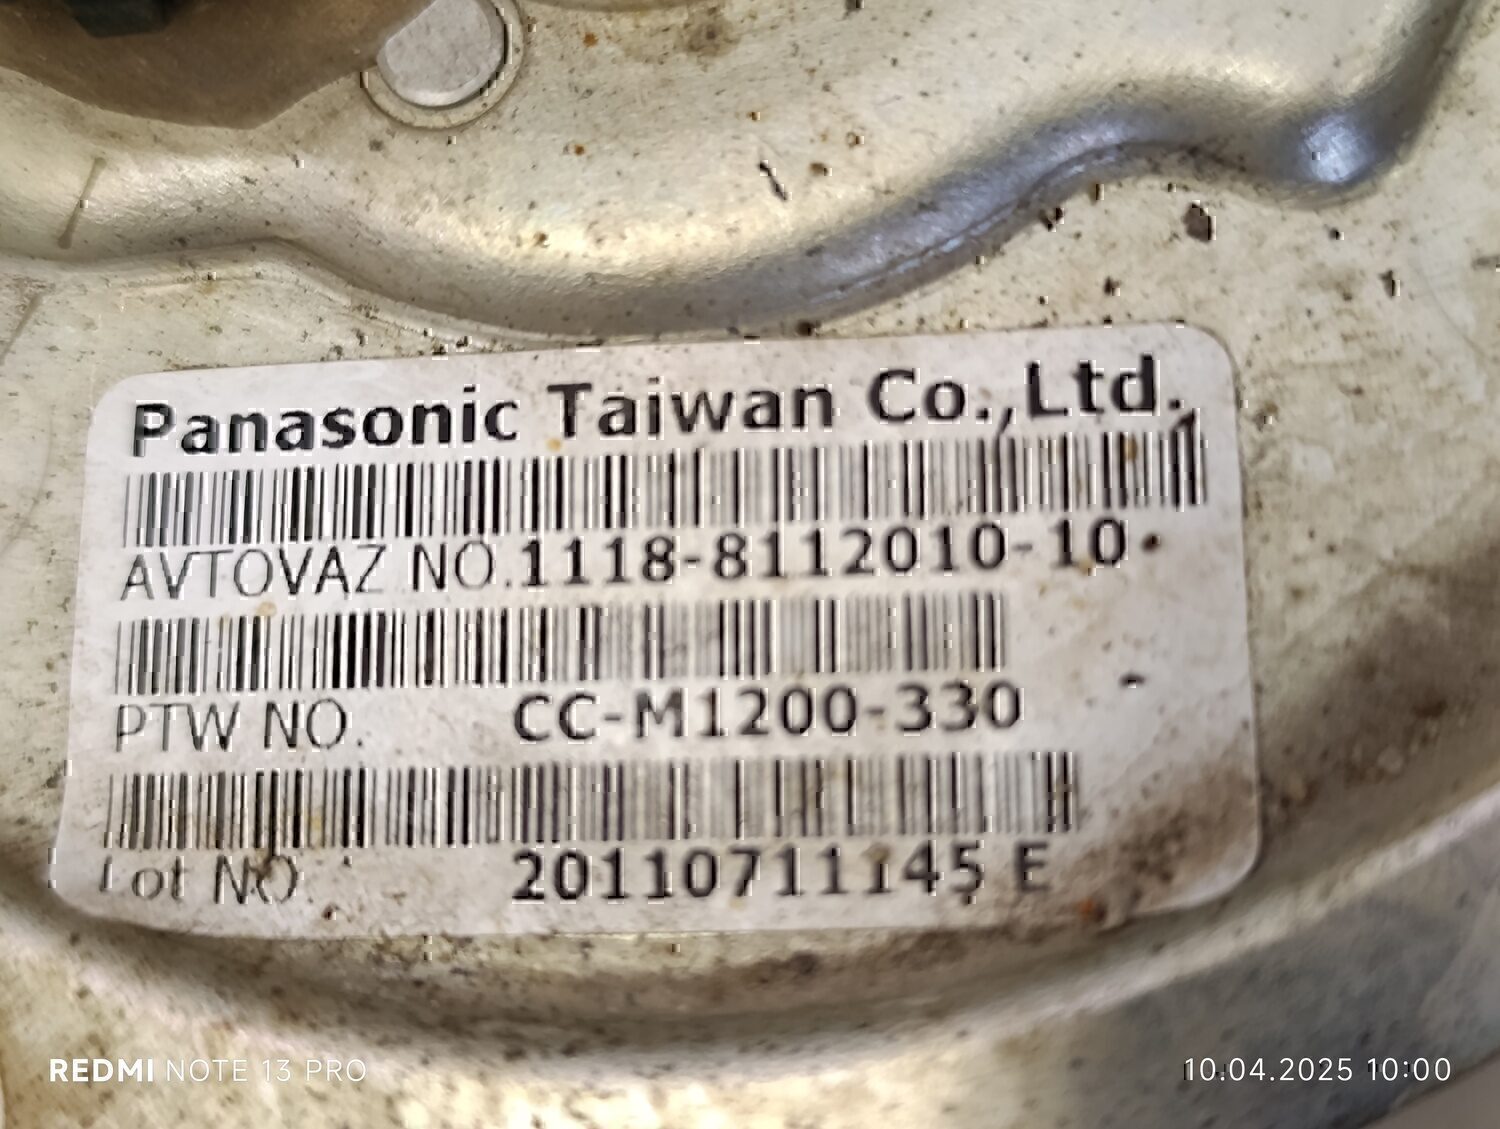 Panasonic Taiwan Co.,Ltd.
AVTOVAZ NO.1118-8112010-10
PTW NO. CC-M1200-330
Lot NO. 20110711145 E
REDMI NOTE 13 PRO
10.04.2025 10:00